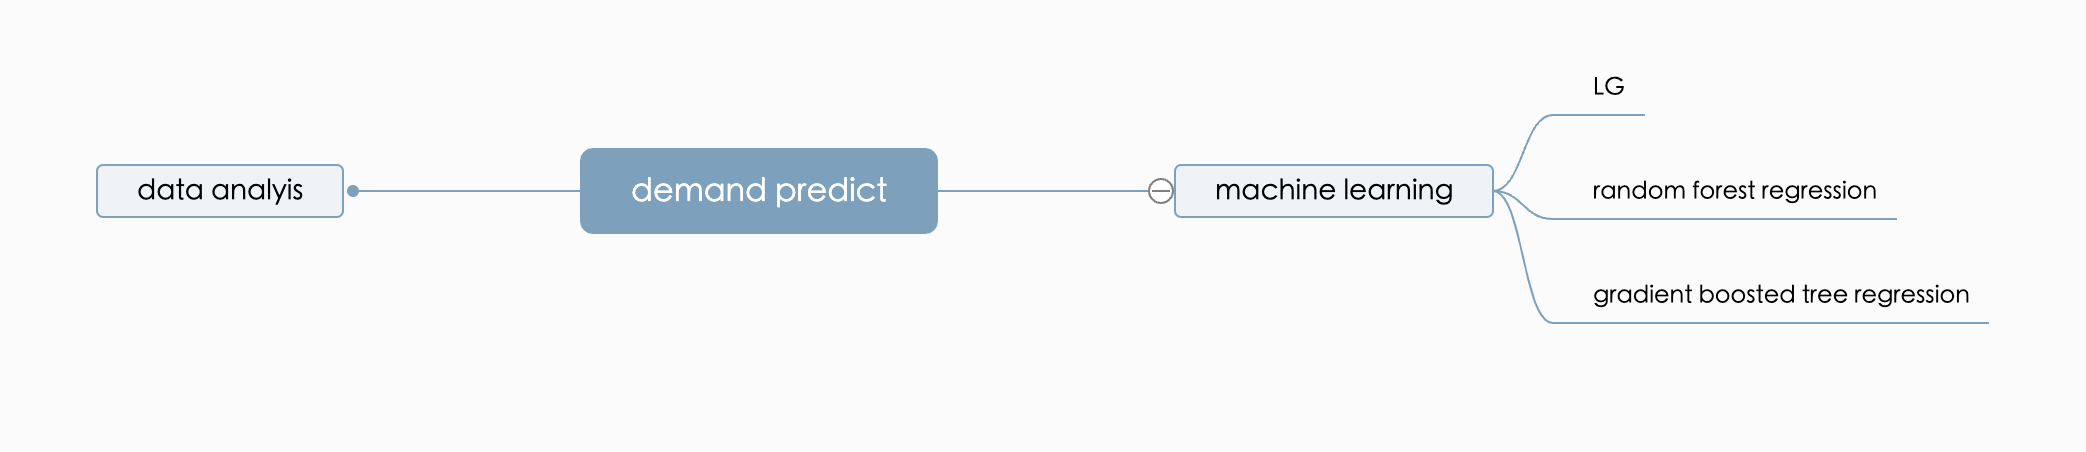 data analyis
demand predict
machine learning
LG
random forest regression
gradient boosted tree regression